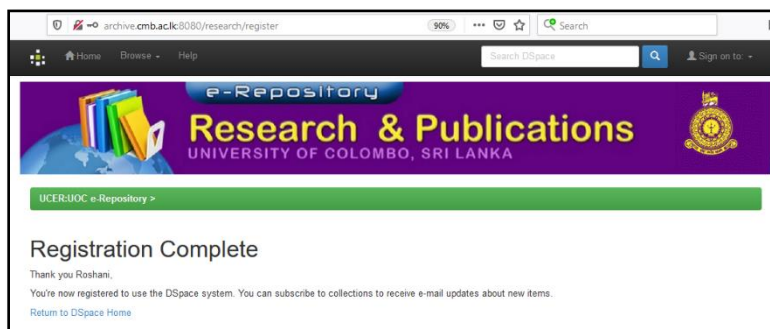 archive.cmb.ac.lk:8080/research/register
90%
Search
Home Browse Help
Search DSpace
Sign on to:
e-Repository
Research & Publications
UNIVERSITY OF COLOMBO, SRI LANKA
UCER:UOC e-Repository >
Registration Complete
Thank you Roshani,
You're now registered to use the DSpace system. You can subscribe to collections to receive e-mail updates about new items.
Return to DSpace Home